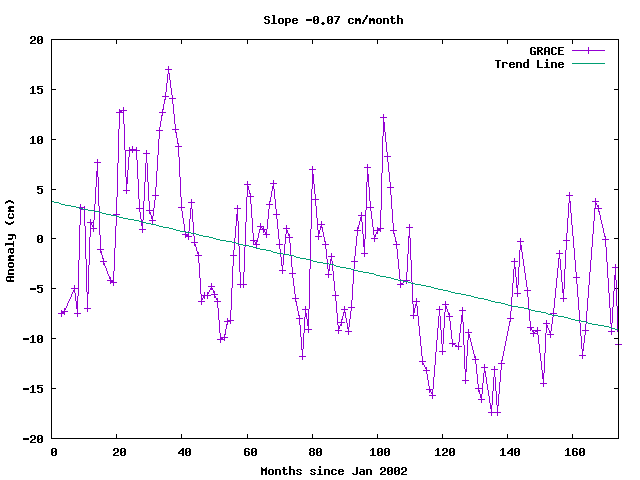 Slope -0.07 cm/month
GRACE
Trend Line
20
15
10
5
0
-5
-10
-15
-20
Anomaly (cm)
0 20 40 60 80 100 120 140 160
Months since Jan 2002